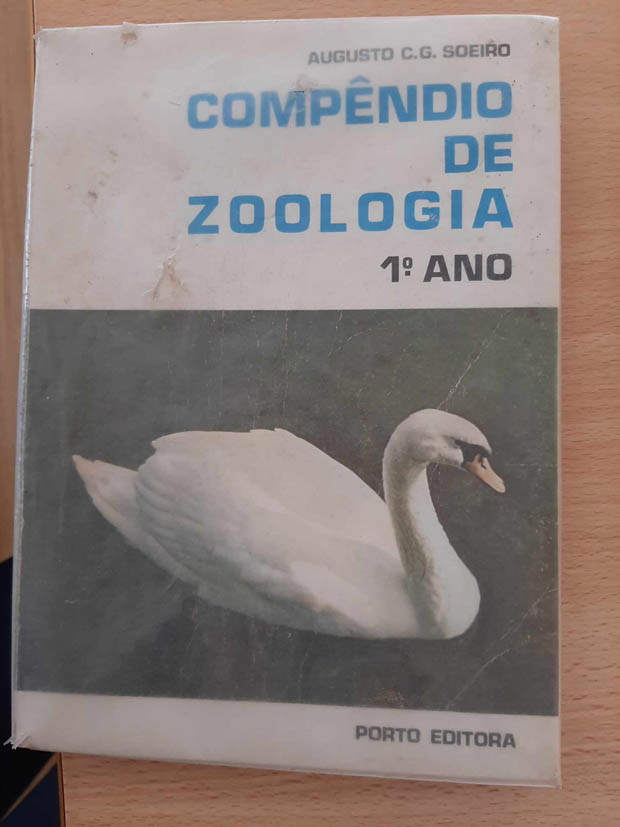 AUGUSTO C.G. SOEIRO
COMPÊNDIO
DE
ZOOLOGIA
1º ANO
PORTO EDITORA